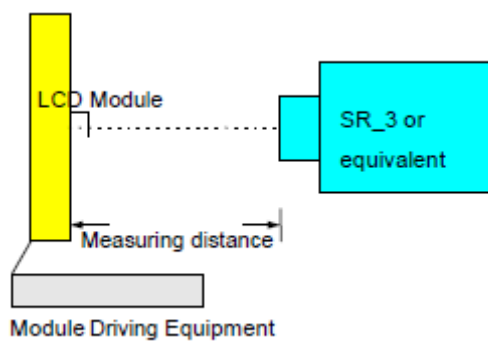 LCD Module
SR_3 or
equivalent
Measuring distance
Module Driving Equipment